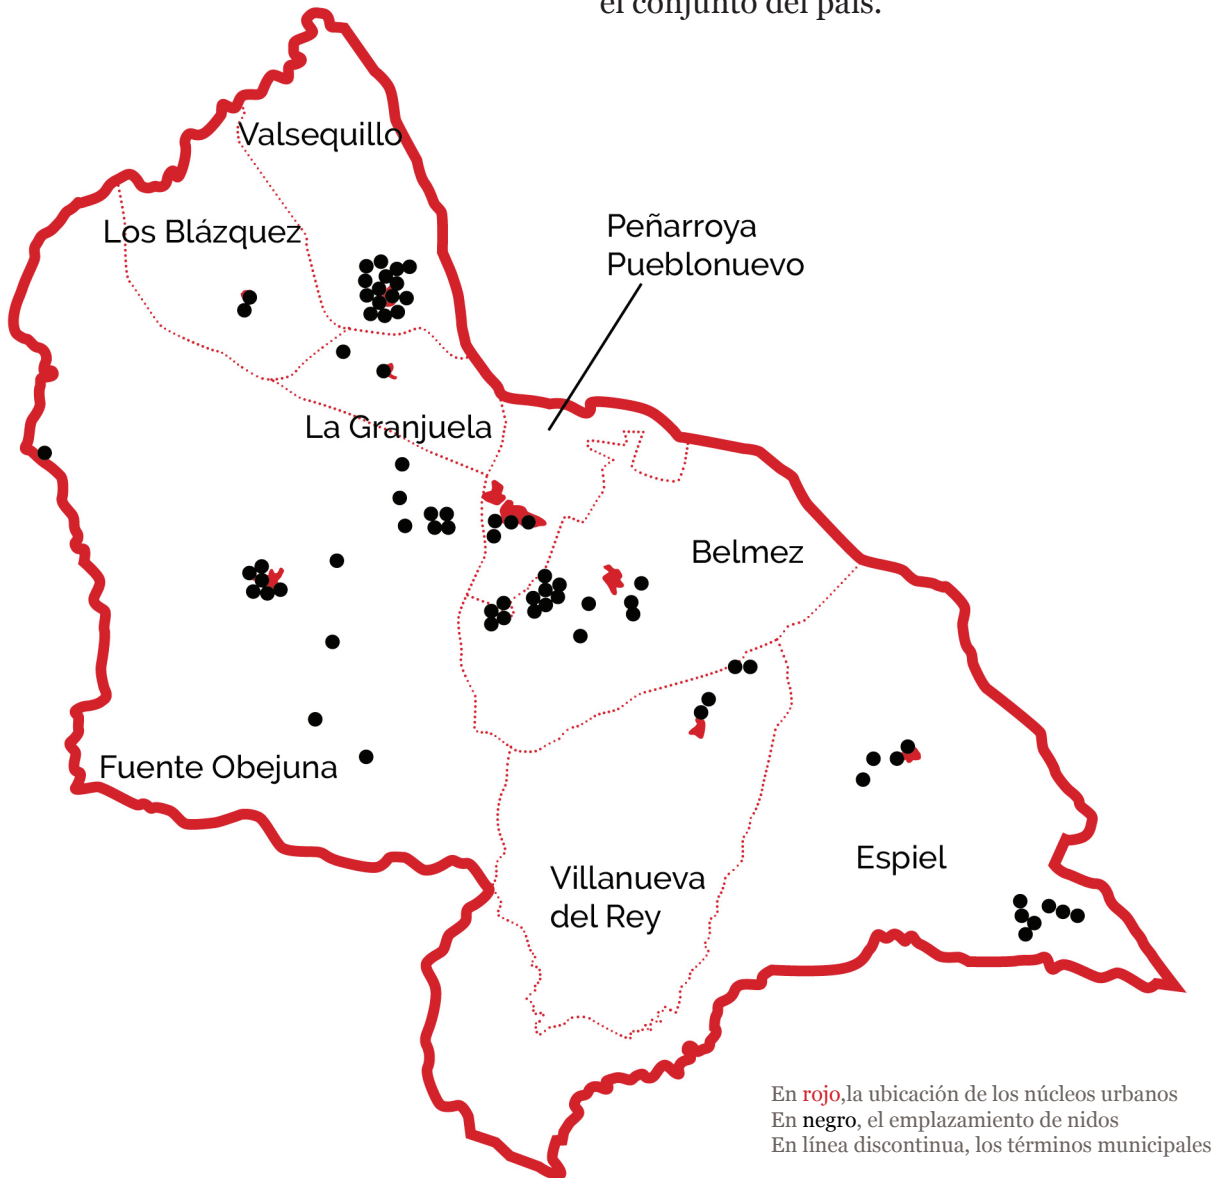 el conjunto del país.
Valsequillo
Los Blázquez
Peñarroya
Pueblonuevo
La Granjuela
Belmez
Fuente Obejuna
Espiel
Villanueva
del Rey
En rojo,la ubicación de los núcleos urbanos
En negro, el emplazamiento de nidos
En línea discontinua, los términos municipales